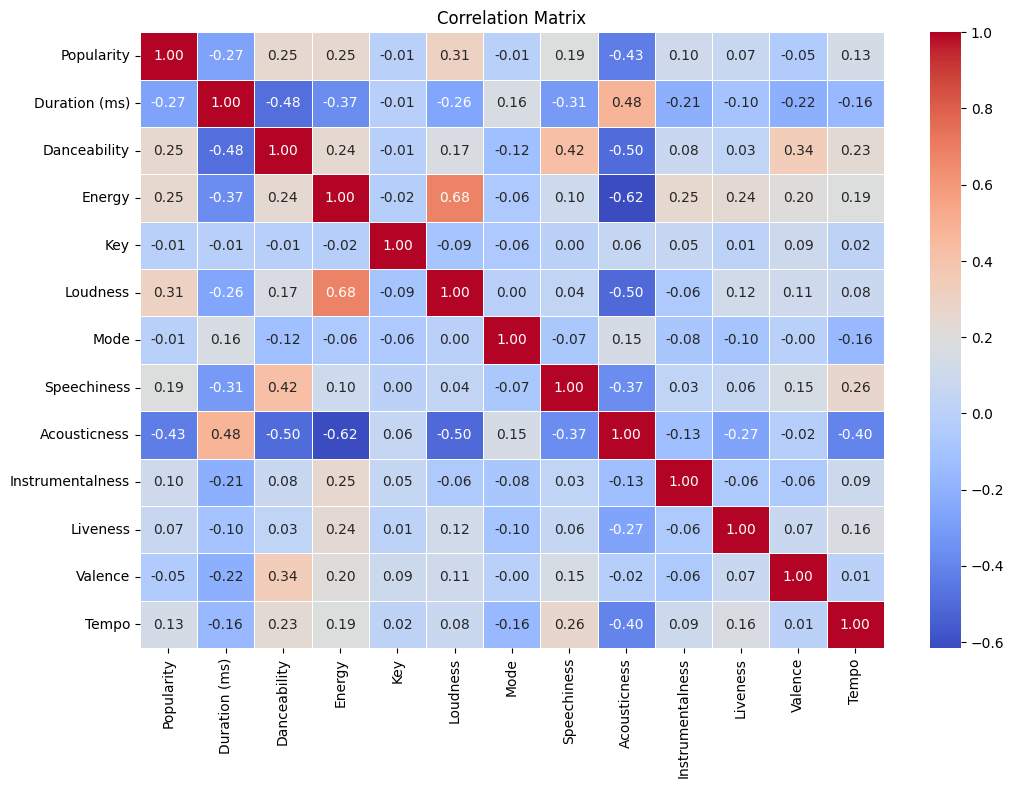 Correlation Matrix
Popularity 1.00 -0.27 0.25 0.25 -0.01 0.31 -0.01 0.19 -0.43 0.10 0.07 -0.05 0.13
Duration (ms) -0.27 1.00 -0.48 -0.37 -0.01 -0.26 0.16 -0.31 0.48 -0.21 -0.10 -0.22 -0.16
Danceability 0.25 -0.48 1.00 0.24 -0.01 0.17 -0.12 0.42 -0.50 0.08 0.03 0.34 0.23
Energy 0.25 -0.37 0.24 1.00 -0.02 0.68 -0.06 0.10 -0.62 0.25 0.24 0.20 0.19
Key -0.01 -0.01 -0.01 -0.02 1.00 -0.09 -0.06 0.00 0.06 0.05 0.01 0.09 0.02
Loudness 0.31 -0.26 0.17 0.68 -0.09 1.00 0.00 0.04 -0.50 -0.06 0.12 0.11 0.08
Mode -0.01 0.16 -0.12 -0.06 -0.06 0.00 1.00 -0.07 0.15 -0.08 -0.10 -0.00 -0.16
Speechiness 0.19 -0.31 0.42 0.10 0.00 0.04 -0.07 1.00 -0.37 0.03 0.06 0.15 0.26
Acousticness -0.43 0.48 -0.50 -0.62 0.06 -0.50 0.15 -0.37 1.00 -0.13 -0.27 -0.02 -0.40
Instrumentalness 0.10 -0.21 0.08 0.25 0.05 -0.06 -0.08 0.03 -0.13 1.00 -0.06 -0.06 0.09
Liveness 0.07 -0.10 0.03 0.24 0.01 0.12 -0.10 0.06 -0.27 -0.06 1.00 0.07 0.16
Valence -0.05 -0.22 0.34 0.20 0.09 0.11 -0.00 0.15 -0.02 -0.06 0.07 1.00 0.01
Tempo 0.13 -0.16 0.23 0.19 0.02 0.08 -0.16 0.26 -0.40 0.09 0.16 0.01 1.00
Popularity
Duration (ms)
Danceability
Energy
Key
Loudness
Mode
Speechiness
Acousticness
Instrumentalness
Liveness
Valence
Tempo
1.0
0.8
0.6
0.4
0.2
0.0
−0.2
−0.4
−0.6